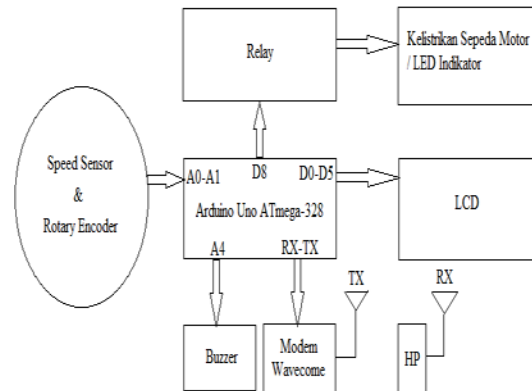 Relay
Kelistrikan Sepeda Motor
/ LED Indikator
Speed Sensor
&
Rotary Encoder
A0-A1
D8
D0-D5
Arduino Uno ATmega-328
A4
RX-TX
LCD
TX
RX
Buzzer
Modem
Wavecome
HP